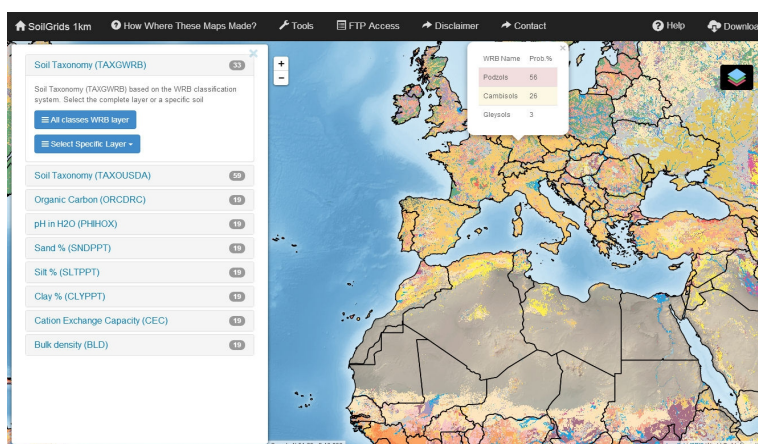 SoilGrids 1km
How Where These Maps Made?
Tools
FTP Access
Disclaimer
Contact
Help
Downloa
×
Soil Taxonomy (TAXGWRB) 33
Soil Taxonomy (TAXGWRB) based on the WRB classification
system. Select the complete layer or a specific soil
All classes WRB layer
Select Specific Layer
Soil Taxonomy (TAXOUSDA) 59
Organic Carbon (ORCDRC) 19
pH in H2O (PHIHOX) 19
Sand % (SNDPPT) 19
Silt % (SLTPPT) 19
Clay % (CLYPPT) 19
Cation Exchange Capacity (CEC) 19
Bulk density (BLD) 19
+
−
×
WRB Name Prob.%
Podzols 56
Cambisols 26
Gleysols 3